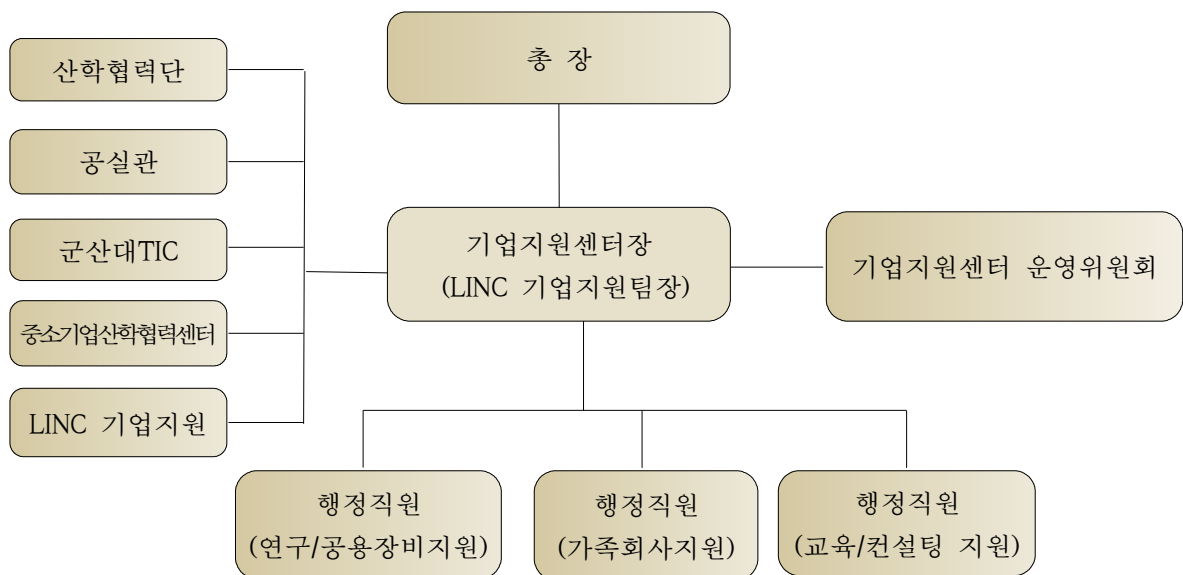 총 장
산학협력단
공실관
군산대TIC
중소기업산학협력센터
LINC 기업지원
기업지원센터장
(LINC 기업지원팀장)
기업지원센터 운영위원회
행정직원
(연구/공용장비지원)
행정직원
(가족회사지원)
행정직원
(교육/컨설팅 지원)